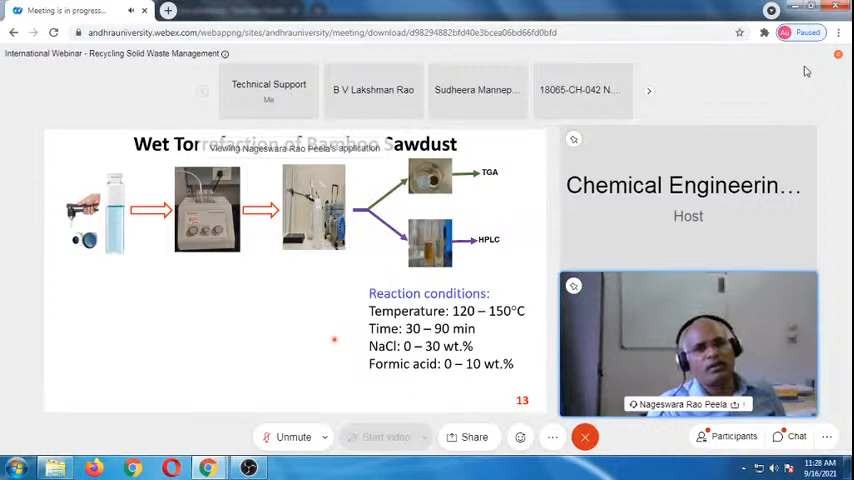 Meeting is in progress...
Paused
andhrauniversity.webex.com/webappng/sites/andhrauniversity/meeting/download/d98294882bfd40e3bcea06bd66fd0bfd
International Webinar - Recycling Solid Waste Management
Technical Support
Me
B V Lakshman Rao
Sudheera Mannep...
18065-CH-042 N....
Wet Torrefaction of Bamboo Sawdust
Viewing Nageswara Rao Peela's application
TGA
HPLC
Reaction conditions:
Temperature: 120 – 150°C
Time: 30 – 90 min
NaCl: 0 – 30 wt.%
Formic acid: 0 – 10 wt.%
13
Chemical Engineerin...
Host
Nageswara Rao Peela
Unmute
Start video
Share
Participants
Chat
11:28 AM
9/16/2021